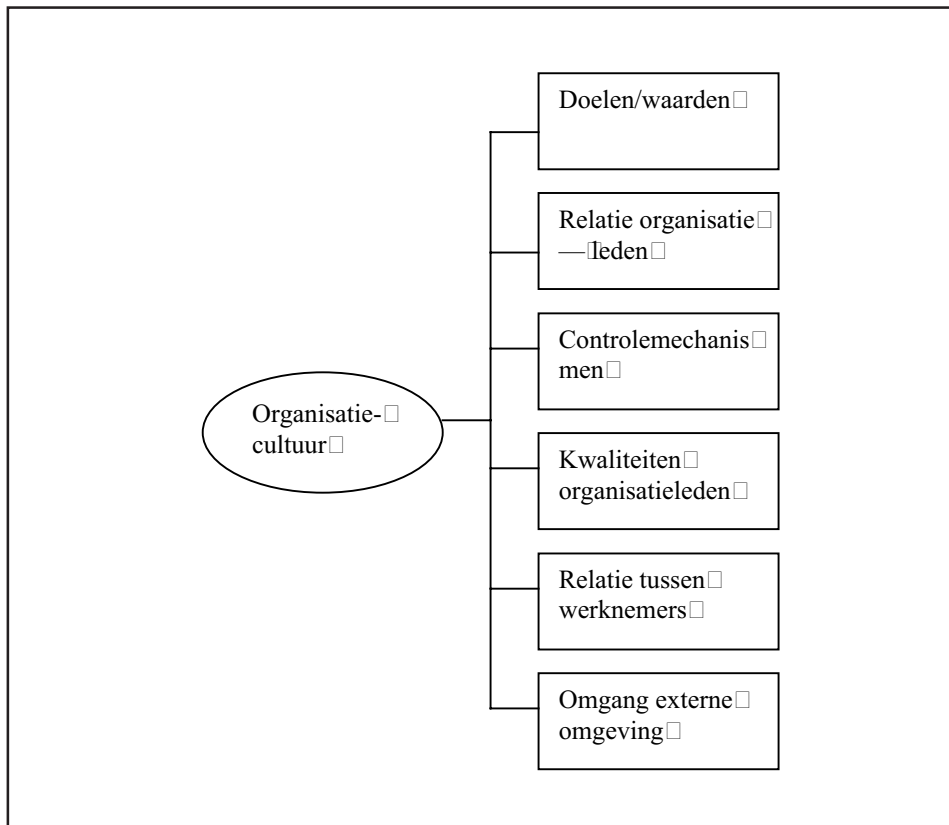 Doelen/waarden
Relatie organisatie
— leden
Controlemechanis
men
Organisatie-
cultuur
Kwaliteiten
organisatieleden
Relatie tussen
werknemers
Omgang externe
omgeving